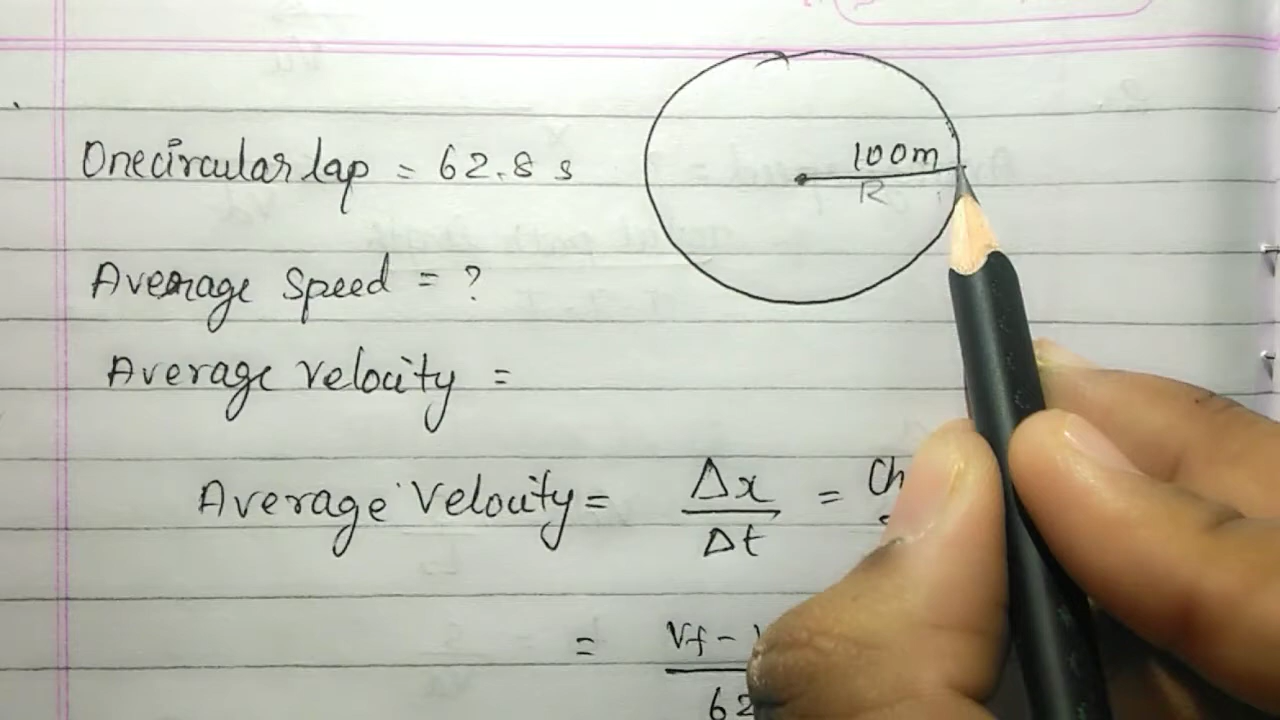 Onecircular lap = 62.8 s
100m
R
Average Speed = ?
Average velocity =
Average Velocity = Δx / Δt = Ch
= Vf - / 62